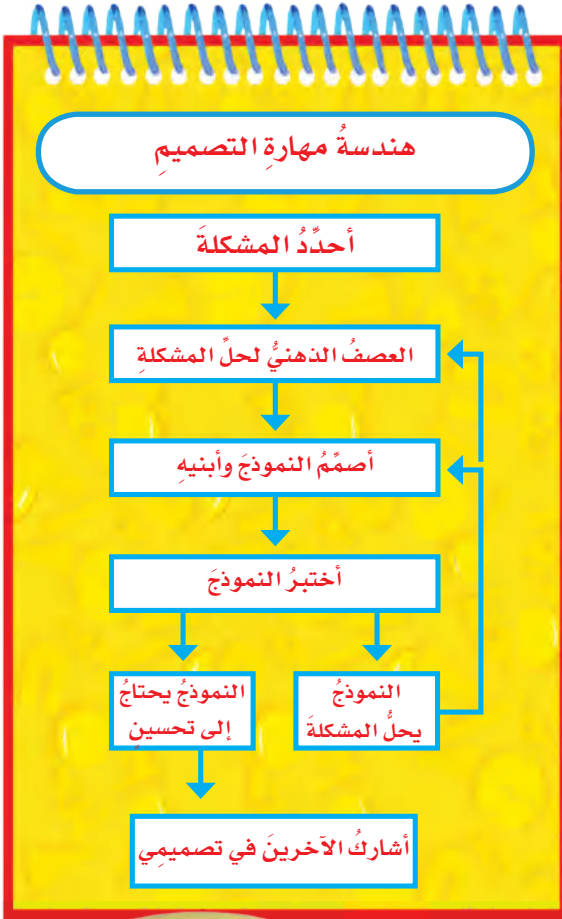 هندسةُ مهارةِ التصميمِ
أحدِّدُ المشكلةَ
العصفُ الذهنيُّ لحلِّ المشكلةِ
أصمِّمُ النموذجَ وأبنيهِ
أختبرُ النموذجَ
النموذجُ
يحلُّ المشكلةَ
النموذجُ يحتاجُ
إلى تحسينٍ
أشاركُ الآخرينَ في تصميمِي